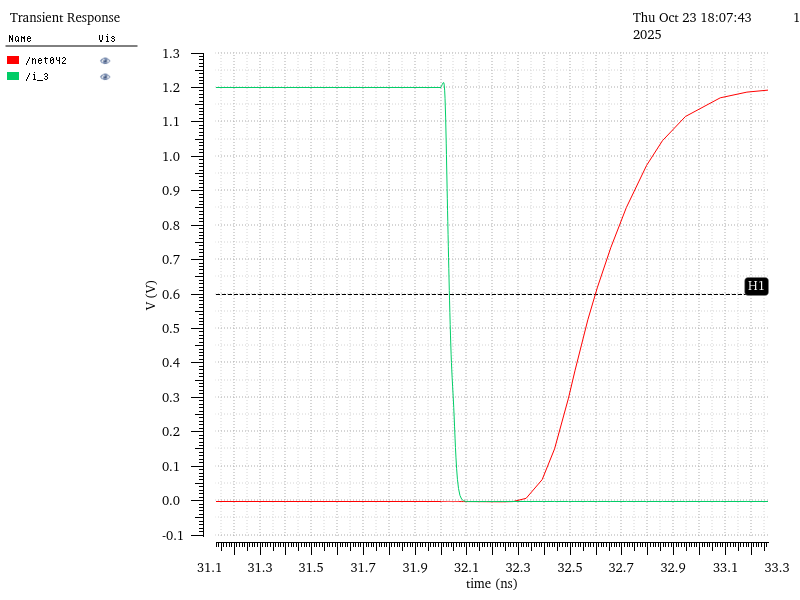 Transient Response
Thu Oct 23 18:07:43 2025
1
Name Vis
/net042
/i_3
1.3
1.2
1.1
1.0
0.9
0.8
0.7
0.6
0.5
0.4
0.3
0.2
0.1
0.0
-0.1
V (V)
H1
31.1 31.3 31.5 31.7 31.9 32.1 32.3 32.5 32.7 32.9 33.1 33.3
time (ns)